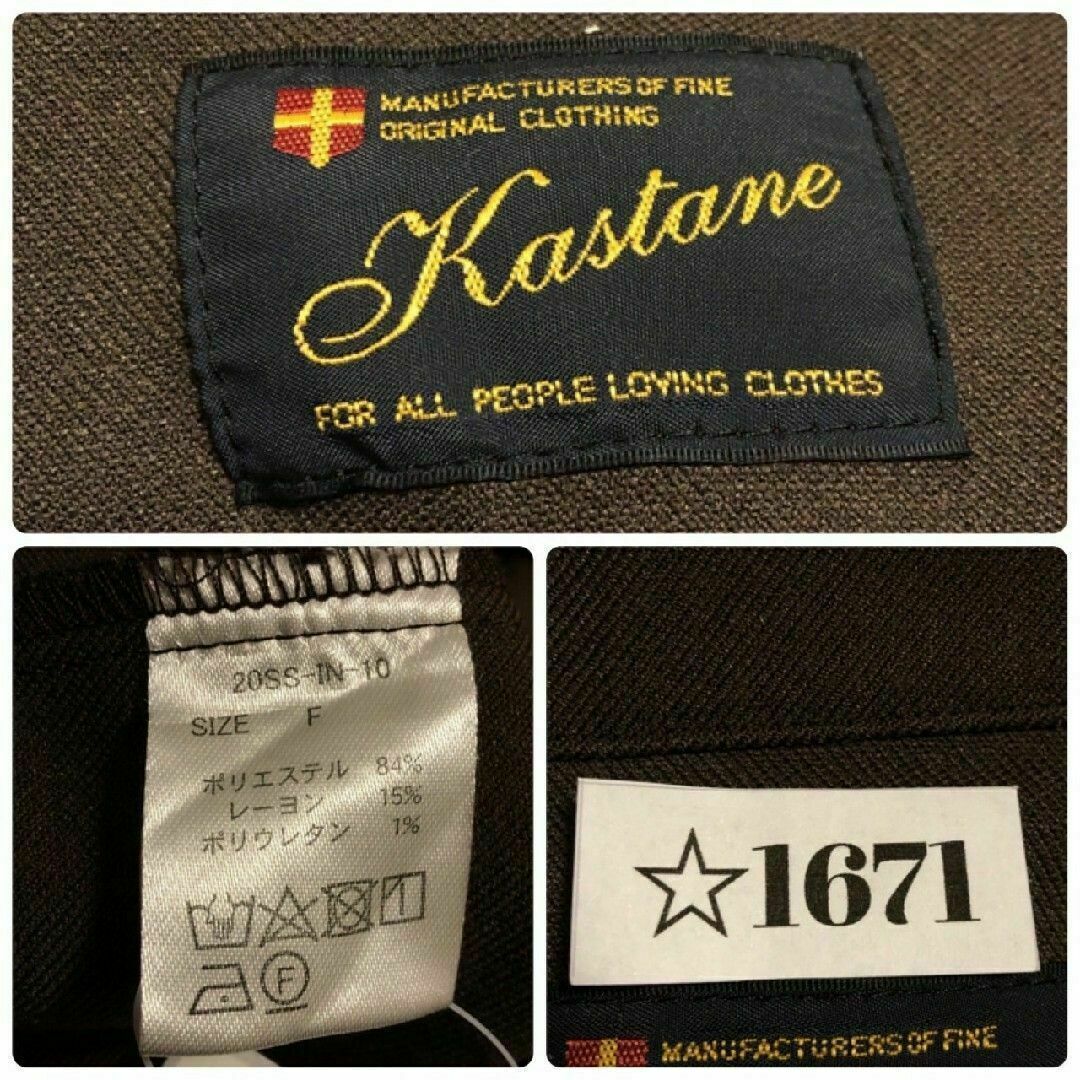 MANUFACTURERS OF FINE
ORIGINAL CLOTHING
Kastane
FOR ALL PEOPLE LOVING CLOTHES
20SS-IN-10
SIZE F
ポリエステル 84%
レーヨン 15%
ポリウレタン 1%
F
☆1671
MANUFACTURERS OF FINE